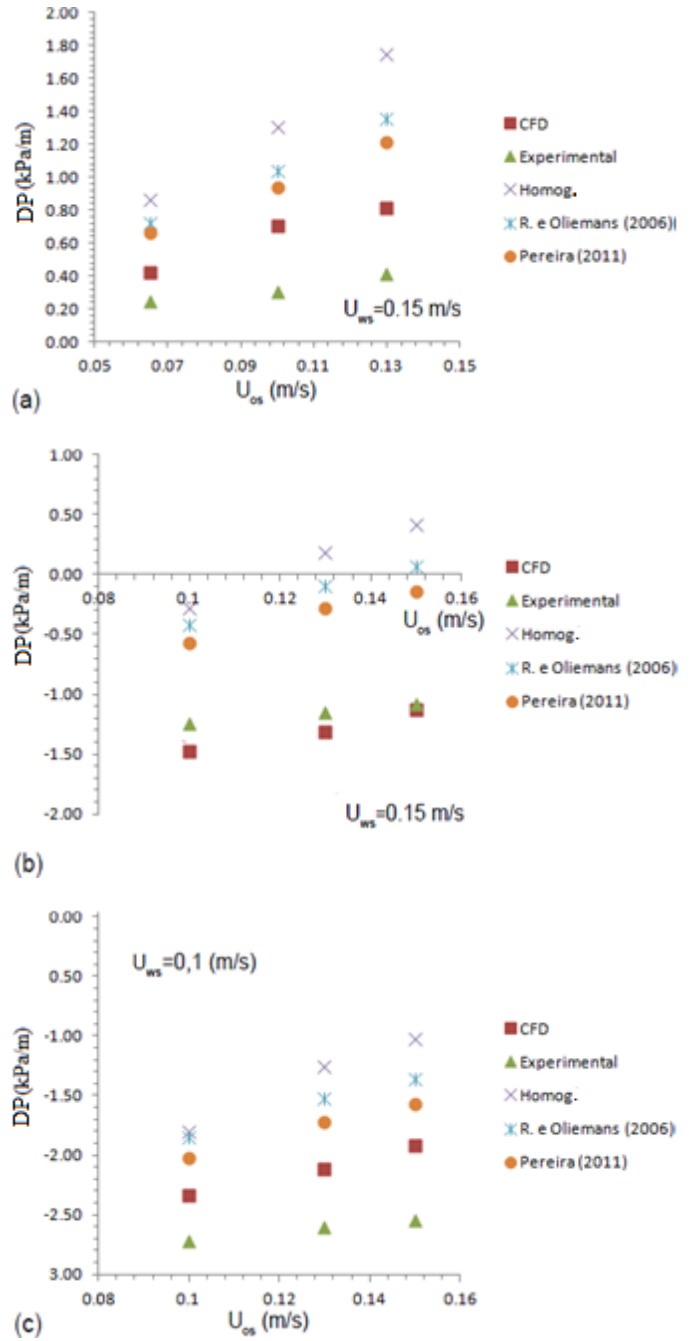 2.00
1.80
1.60
1.40
1.20
1.00
0.80
0.60
0.40
0.20
0.00
DP (kPa/m)
0.05 0.07 0.09 0.11 0.13 0.15
Uos (m/s)
Uws=0.15 m/s
CFD
Experimental
Homog.
R. e Oliemans (2006)(
Pereira (2011)
(a)
1.00
0.50
0.00
-0.50
-1.00
-1.50
-2.00
DP(kPa/m)
0.08 0.1 0.12 0.14 0.16
Uos (m/s)
Uws=0.15 m/s
CFD
Experimental
Homog.
R. e Oliemans (2006)
Pereira (2011)
(b)
0.00
0.50
-1.00
-1.50
-2.00
-2.50
3.00
DP(kPa/m)
Uws=0,1 (m/s)
0.08 0.1 0.12 0.14 0.16
Uos (m/s)
CFD
Experimental
Homog.
R. e Oliemans (2006)
Pereira (2011)
(c)